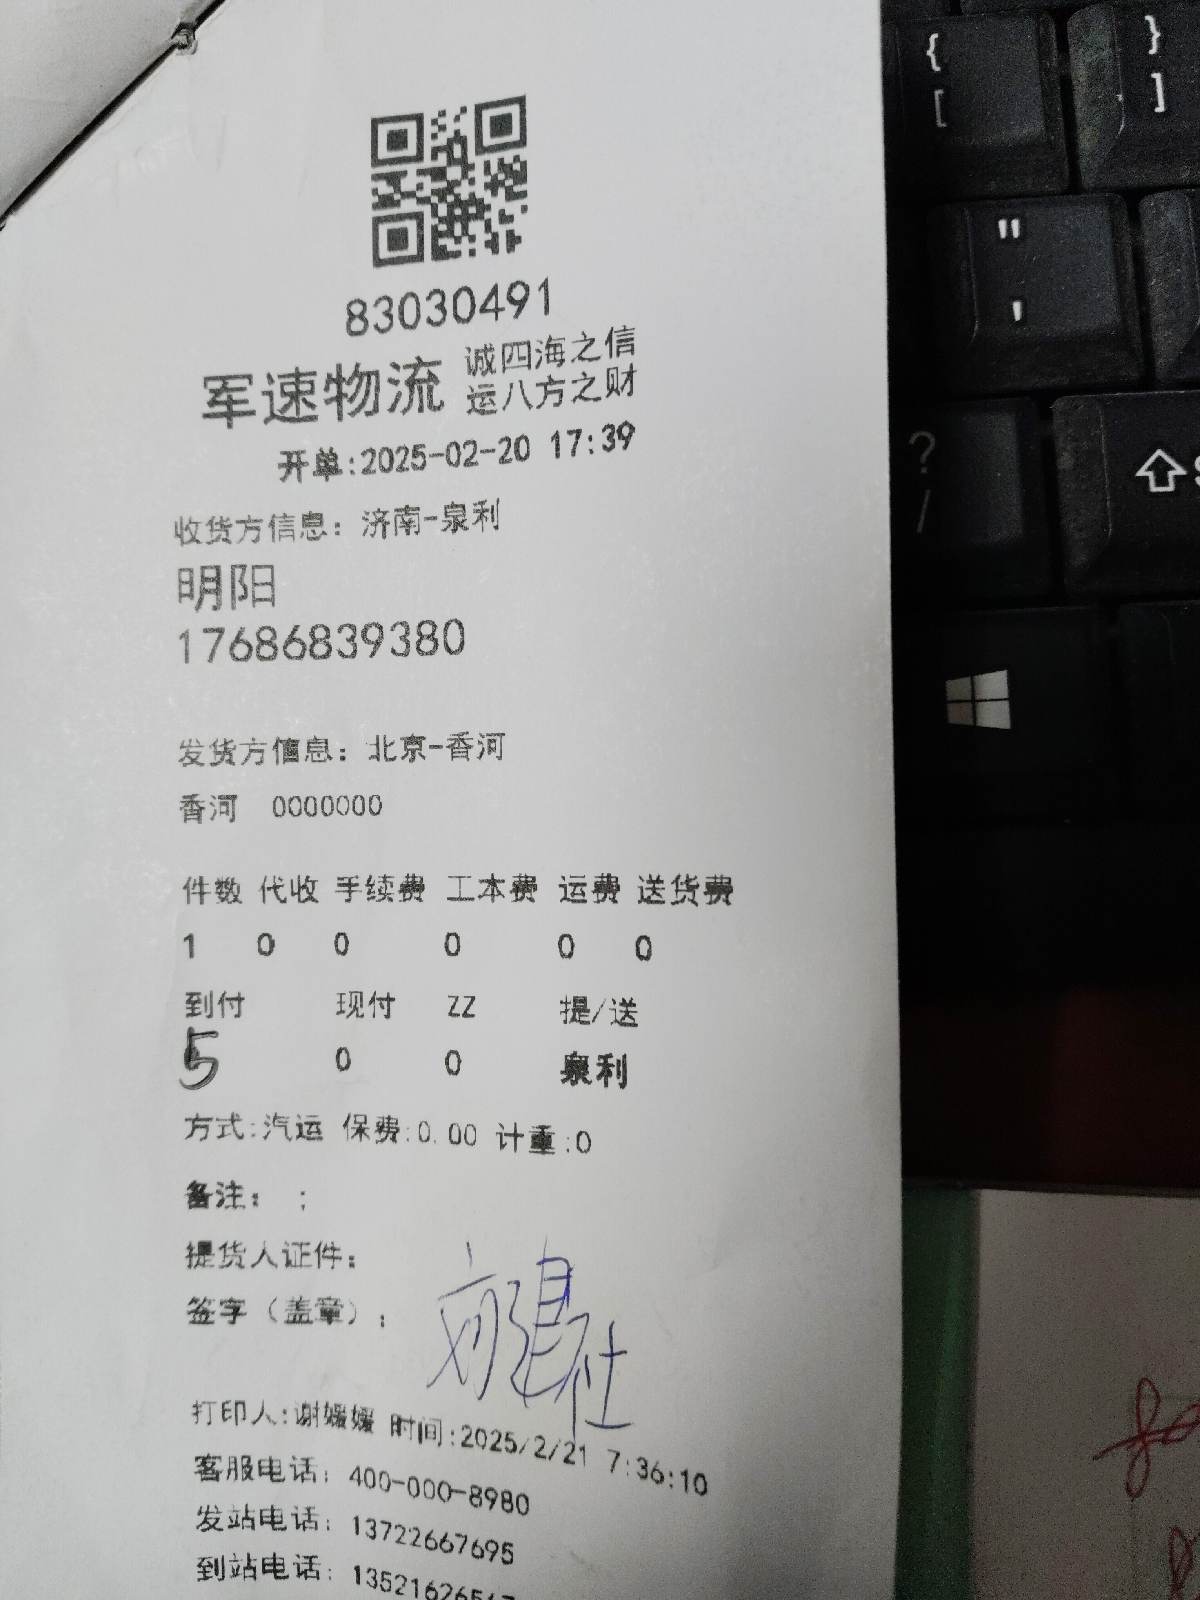 83030491
军速物流 诚四海之信
运八方之财
开单:2025-02-20 17:39
收货方信息: 济南-泉利
明阳
17686839380
发货方信息: 北京-香河
香河 0000000
件数 代收 手续费 工本费 运费 送货费
1 0 0 0 0 0
到付 现付 ZZ 提/送
5 0 0 泉利
方式:汽运 保费:0.00 计重:0
备注: ;
提货人证件:
签字（盖章）:
打印人:谢媛媛 时间:2025/2/21 7:36:10
客服电话: 400-000-8980
发站电话: 13722667695
到站电话:
{
[
}
]
"
'
?
/